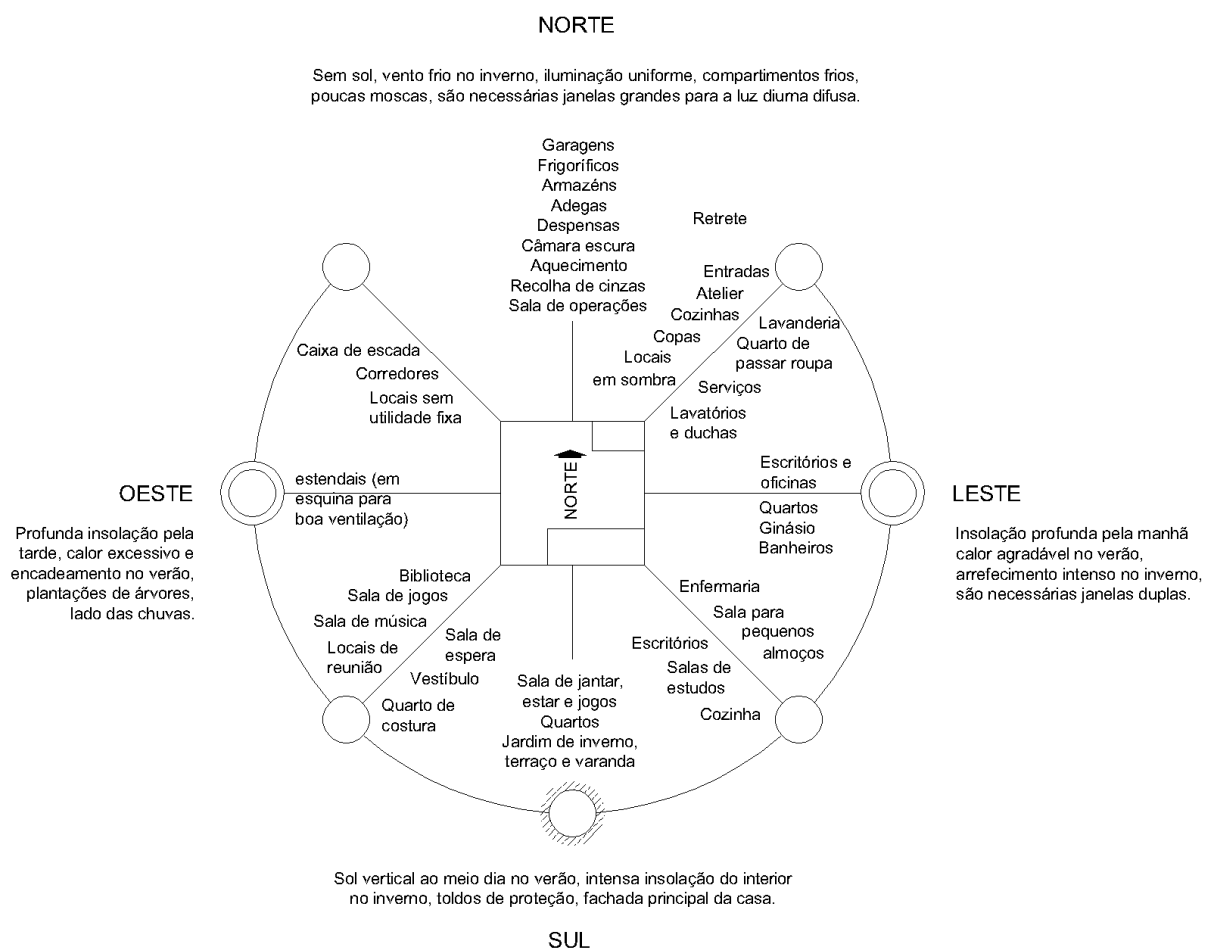 NORTE
Sem sol, vento frio no inverno, iluminação uniforme, compartimentos frios,
poucas moscas, são necessárias janelas grandes para a luz diurna difusa.
Garagens
Frigoríficos
Armazéns
Adegas
Despensas
Câmara escura
Aquecimento
Recolha de cinzas
Sala de operações
Retrete
Entradas
Atelier
Cozinhas
Copas
Locais
em sombra
Lavanderia
Quarto de
passar roupa
Serviços
Lavatórios
e duchas
Caixa de escada
Corredores
Locais sem
utilidade fixa
NORTE
OESTE
Profunda insolação pela
tarde, calor excessivo e
encadeamento no verão,
plantações de árvores,
lado das chuvas.
estendais (em
esquina para
boa ventilação)
Escritórios e
oficinas
Quartos
Ginásio
Banheiros
LESTE
Insolação profunda pela manhã
calor agradável no verão,
arrefecimento intenso no inverno,
são necessárias janelas duplas.
Biblioteca
Sala de jogos
Sala de música
Locais de
reunião
Sala de
espera
Vestíbulo
Quarto de
costura
Sala de jantar,
estar e jogos
Quartos
Jardim de inverno,
terraço e varanda
Enfermaria
Sala para
pequenos
almoços
Escritórios
Salas de
estudos
Cozinha
Sol vertical ao meio dia no verão, intensa insolação do interior
no inverno, toldos de proteção, fachada principal da casa.
SUL